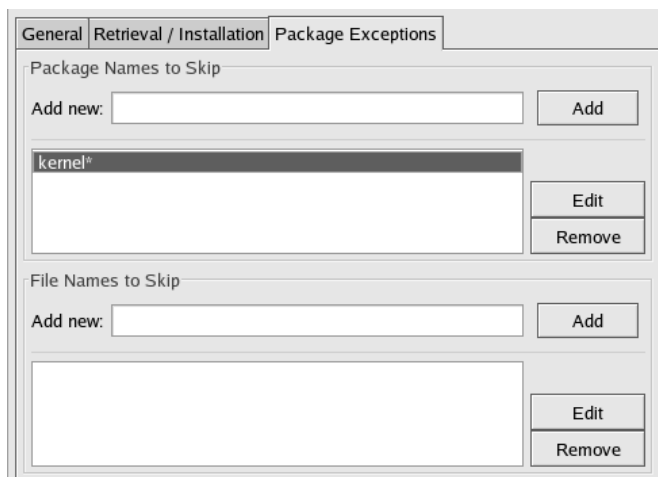 General Retrieval / Installation Package Exceptions
Package Names to Skip
Add new: Add
kernel*
Edit
Remove
File Names to Skip
Add new: Add
Edit
Remove